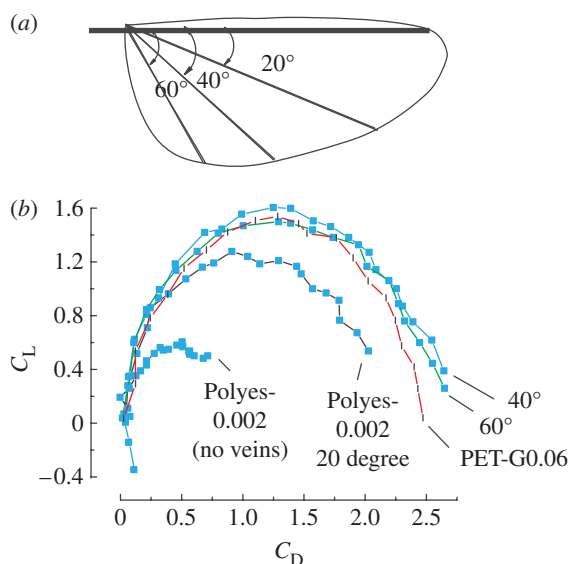 (a)
20°
40°
60°
(b)
1.6
1.2
0.8
0.4
0
−0.4
C_L
0
0.5
1.0
1.5
2.0
2.5
C_D
Polyes-
0.002
(no veins)
Polyes-
0.002
20 degree
40°
60°
PET-G0.06